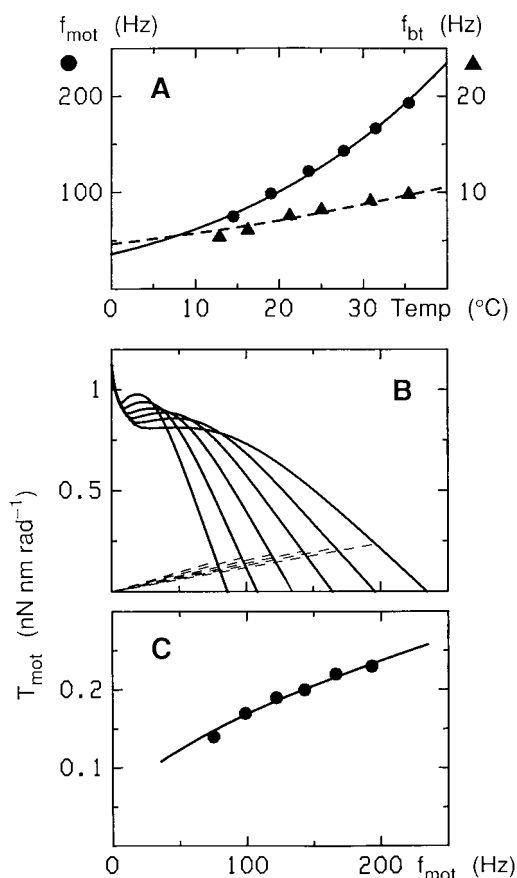 f_mot (Hz) f_bt (Hz)
A
200 20
100 10
0 10 20 30 Temp (°C)
B
1
0.5
T_mot (nN nm rad⁻¹)
C
0.2
0.1
0 100 200 f_mot (Hz)